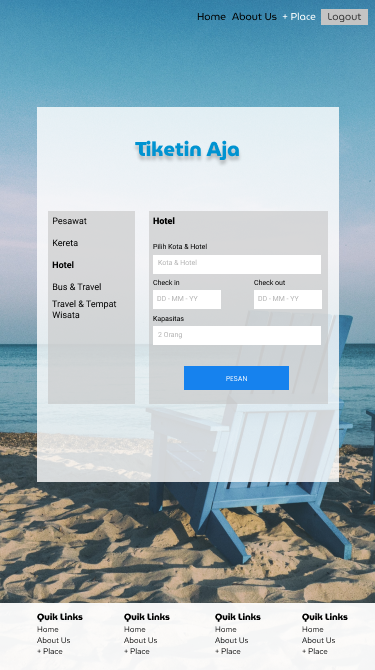 Home About Us + Place Logout
Tiketin Aja
Pesawat
Kereta
Hotel
Bus & Travel
Travel & Tempat
Wisata
Hotel
Pilih Kota & Hotel
Kota & Hotel
Check in Check out
DD - MM - YY DD - MM - YY
Kapasitas
2 Orang
PESAN
Quik Links Quik Links Quik Links Quik Links
Home Home Home Home
About Us About Us About Us About Us
+ Place + Place + Place + Place